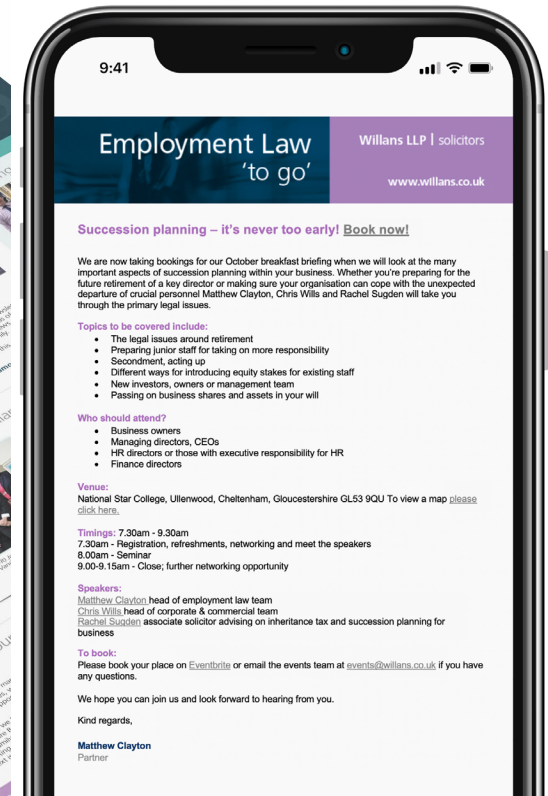 9:41
Employment Law
'to go'
Willans LLP | solicitors
www.willans.co.uk
Succession planning – it's never too early! Book now!
We are now taking bookings for our October breakfast briefing when we will look at the many
important aspects of succession planning within your business. Whether you're preparing for the
future retirement of a key director or making sure your organisation can cope with the unexpected
departure of crucial personnel Matthew Clayton, Chris Wills and Rachel Sugden will take you
through the primary legal issues.
Topics to be covered include:
• The legal issues around retirement
• Preparing junior staff for taking on more responsibility
• Secondment, acting up
• Different ways for introducing equity stakes for existing staff
• New investors, owners or management team
• Passing on business shares and assets in your will
Who should attend?
• Business owners
• Managing directors, CEOs
• HR directors or those with executive responsibility for HR
• Finance directors
Venue:
National Star College, Ullenwood, Cheltenham, Gloucestershire GL53 9QU To view a map please
click here.
Timings: 7.30am - 9.30am
7.30am - Registration, refreshments, networking and meet the speakers
8.00am - Seminar
9.00-9.15am - Close; further networking opportunity
Speakers:
Matthew Clayton head of employment law team
Chris Wills head of corporate & commercial team
Rachel Sugden associate solicitor advising on inheritance tax and succession planning for
business
To book:
Please book your place on Eventbrite or email the events team at events@willans.co.uk if you have
any questions.
We hope you can join us and look forward to hearing from you.
Kind regards,
Matthew Clayton
Partner